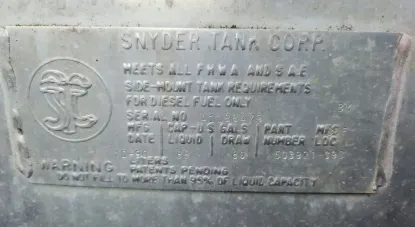 SNYDER TANK CORP.
MEETS ALL F H W A AND S A E
SIDE-MOUNT TANK REQUIREMENTS
FOR DIESEL FUEL ONLY
SERIAL NO
MFG CAP-U S GALS PART MFG
DATE LIQUID DRAW NUMBER LOC
OTHERS
WARNING PATENTS PENDING
DO NOT FILL TO MORE THAN 95% OF LIQUID CAPACITY